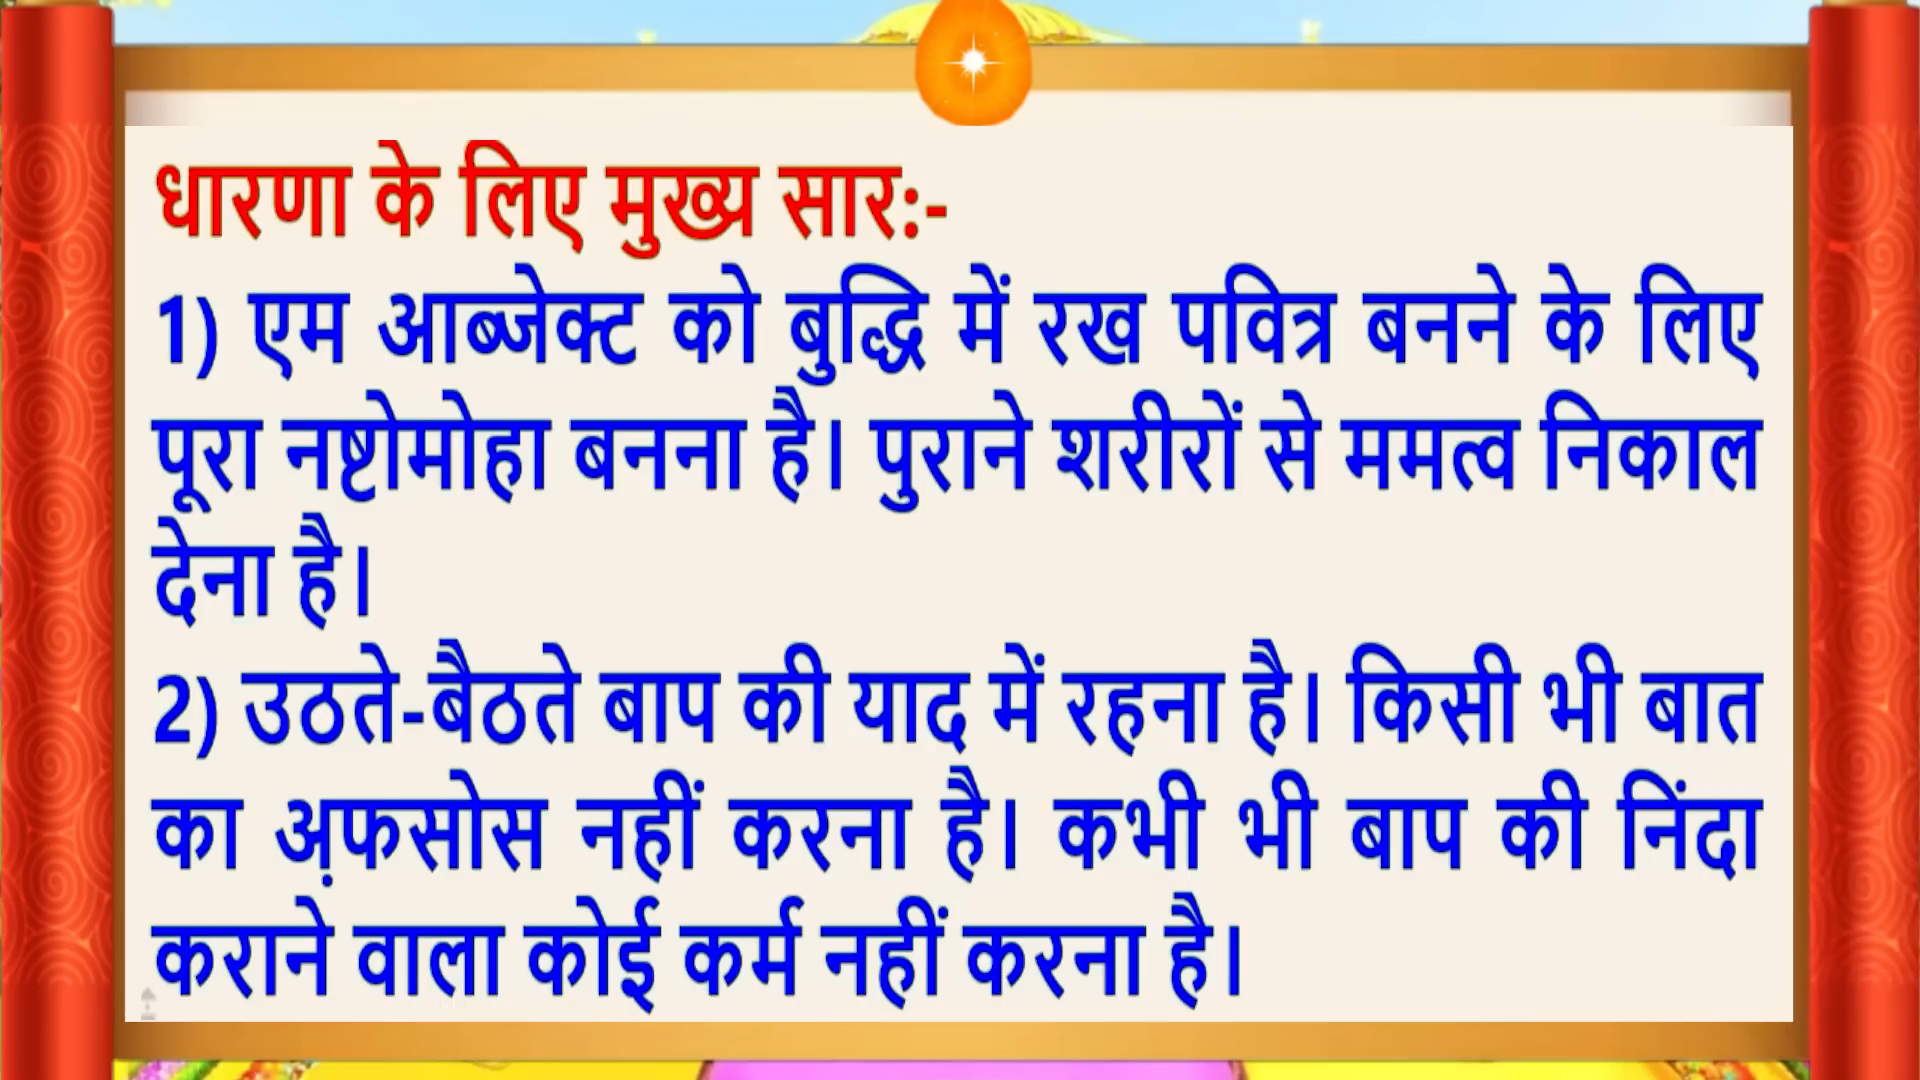 धारणा के लिए मुख्य सार:-
1) एम आब्जेक्ट को बुद्धि में रख पवित्र बनने के लिए
पूरा नष्टोमोहा बनना है। पुराने शरीरों से ममत्व निकाल
देना है।
2) उठते-बैठते बाप की याद में रहना है। किसी भी बात
का अ़फसोस नहीं करना है। कभी भी बाप की निंदा
कराने वाला कोई कर्म नहीं करना है।